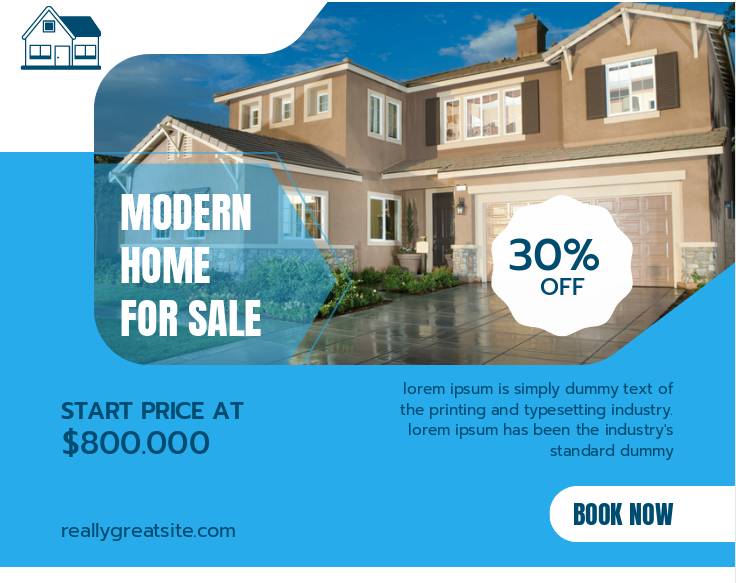 MODERN
HOME
FOR SALE
30%
OFF
START PRICE AT
$800.000
lorem ipsum is simply dummy text of
the printing and typesetting industry.
lorem ipsum has been the industry's
standard dummy
reallygreatsite.com
BOOK NOW